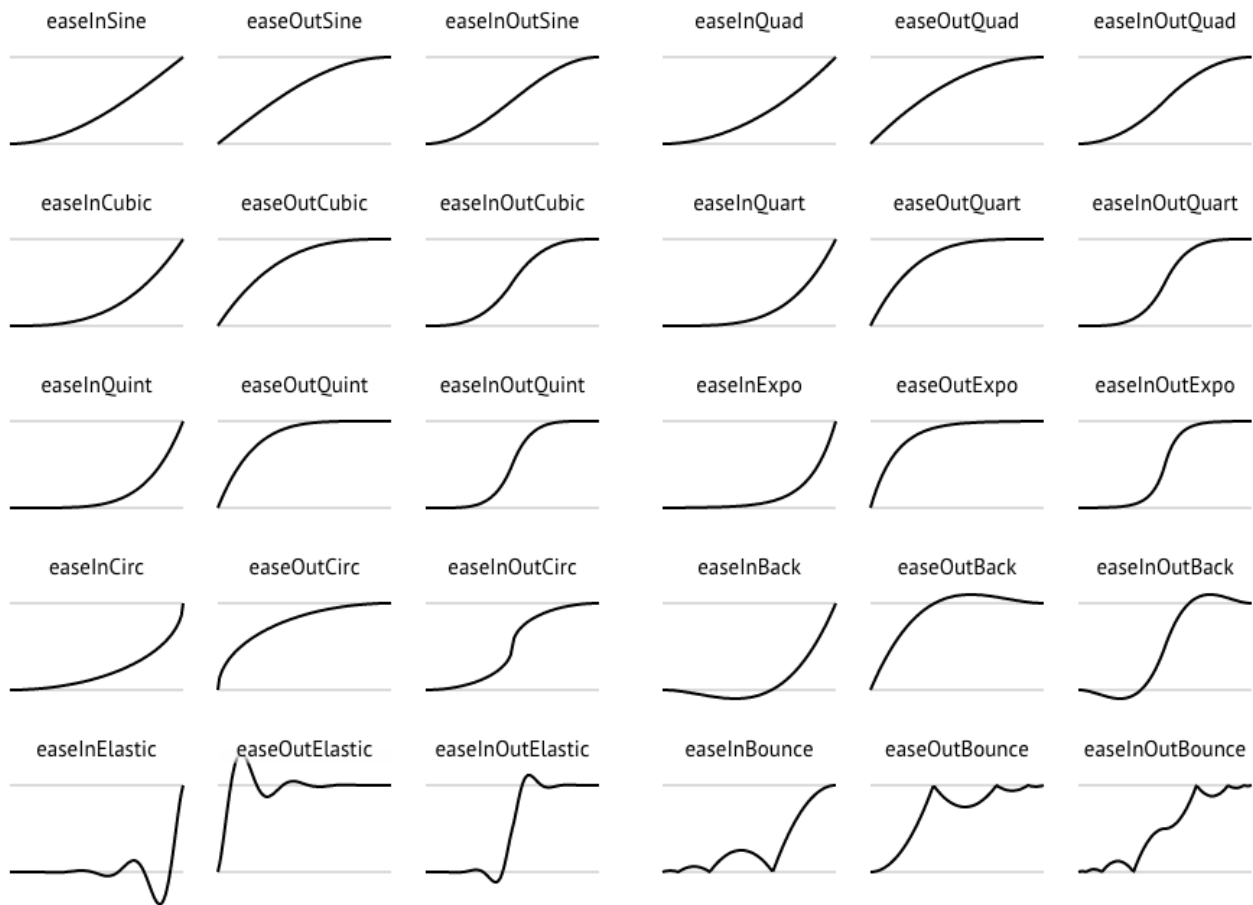 easeInSine easeOutSine easeInOutSine easeInQuad easeOutQuad easeInOutQuad
easeInCubic easeOutCubic easeInOutCubic easeInQuart easeOutQuart easeInOutQuart
easeInQuint easeOutQuint easeInOutQuint easeInExpo easeOutExpo easeInOutExpo
easeInCirc easeOutCirc easeInOutCirc easeInBack easeOutBack easeInOutBack
easeInElastic easeOutElastic easeInOutElastic easeInBounce easeOutBounce easeInOutBounce